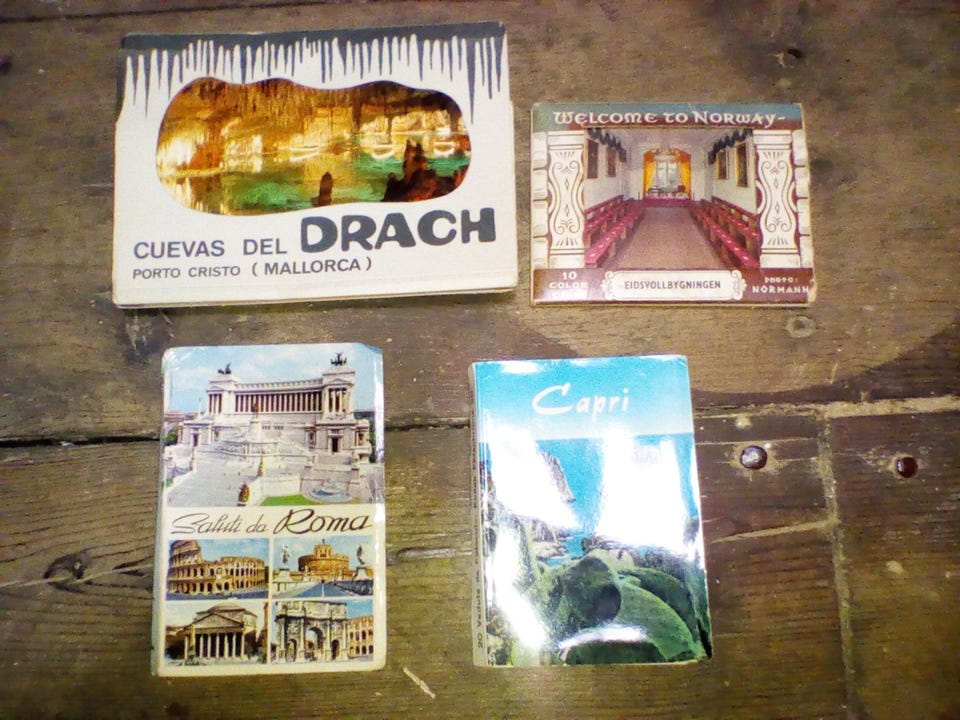 CUEVAS DEL DRACH
PORTO CRISTO (MALLORCA)
WELCOME TO NORWAY-
10
COLOR
EIDSVOLLBYGNINGEN
PHOTO:
NORMANN
Saluti da Roma
Capri